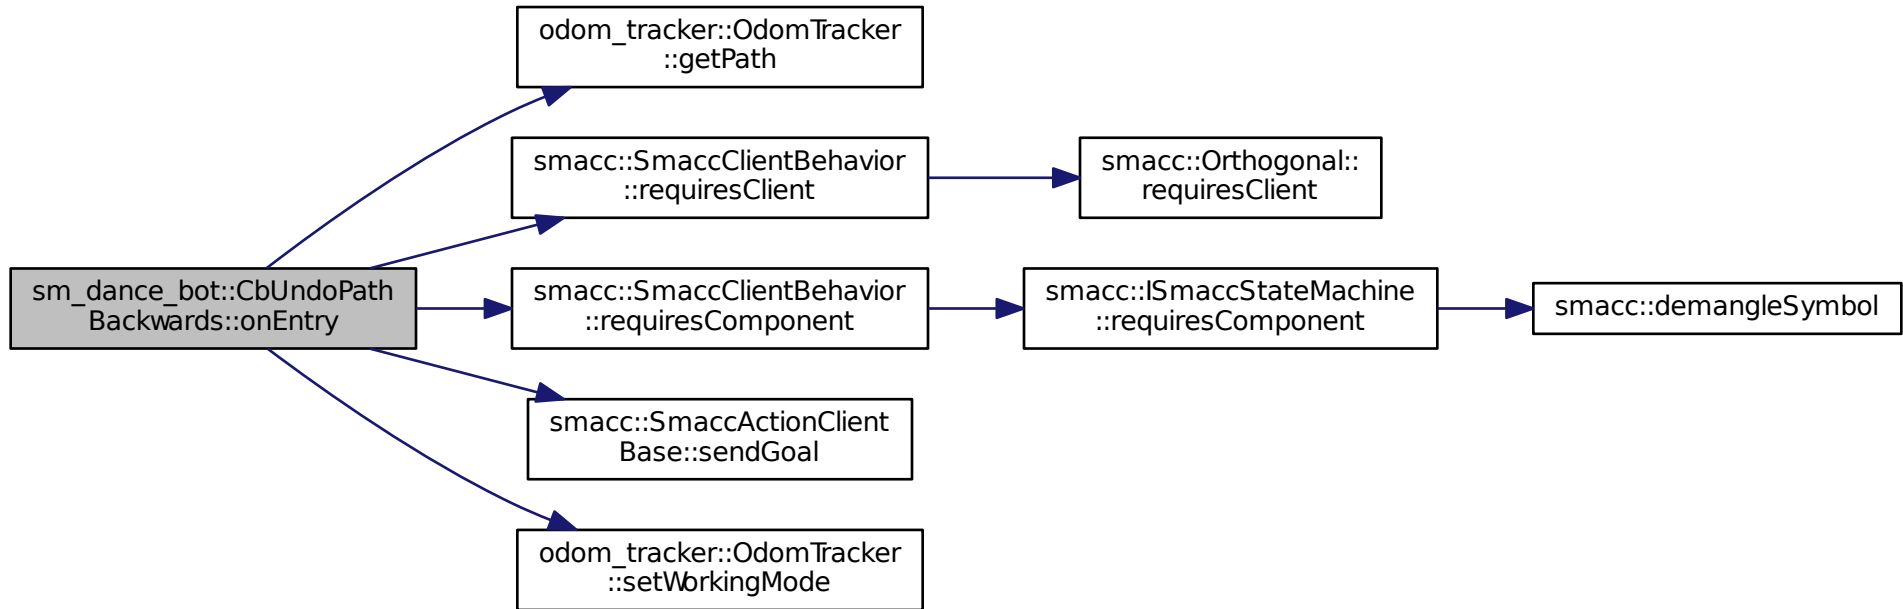 odom_tracker::OdomTracker
::getPath
smacc::SmaccClientBehavior
::requiresClient
smacc::Orthogonal::
requiresClient
sm_dance_bot::CbUndoPath
Backwards::onEntry
smacc::SmaccClientBehavior
::requiresComponent
smacc::ISmaccStateMachine
::requiresComponent
smacc::demangleSymbol
smacc::SmaccActionClient
Base::sendGoal
odom_tracker::OdomTracker
::setWorkingMode